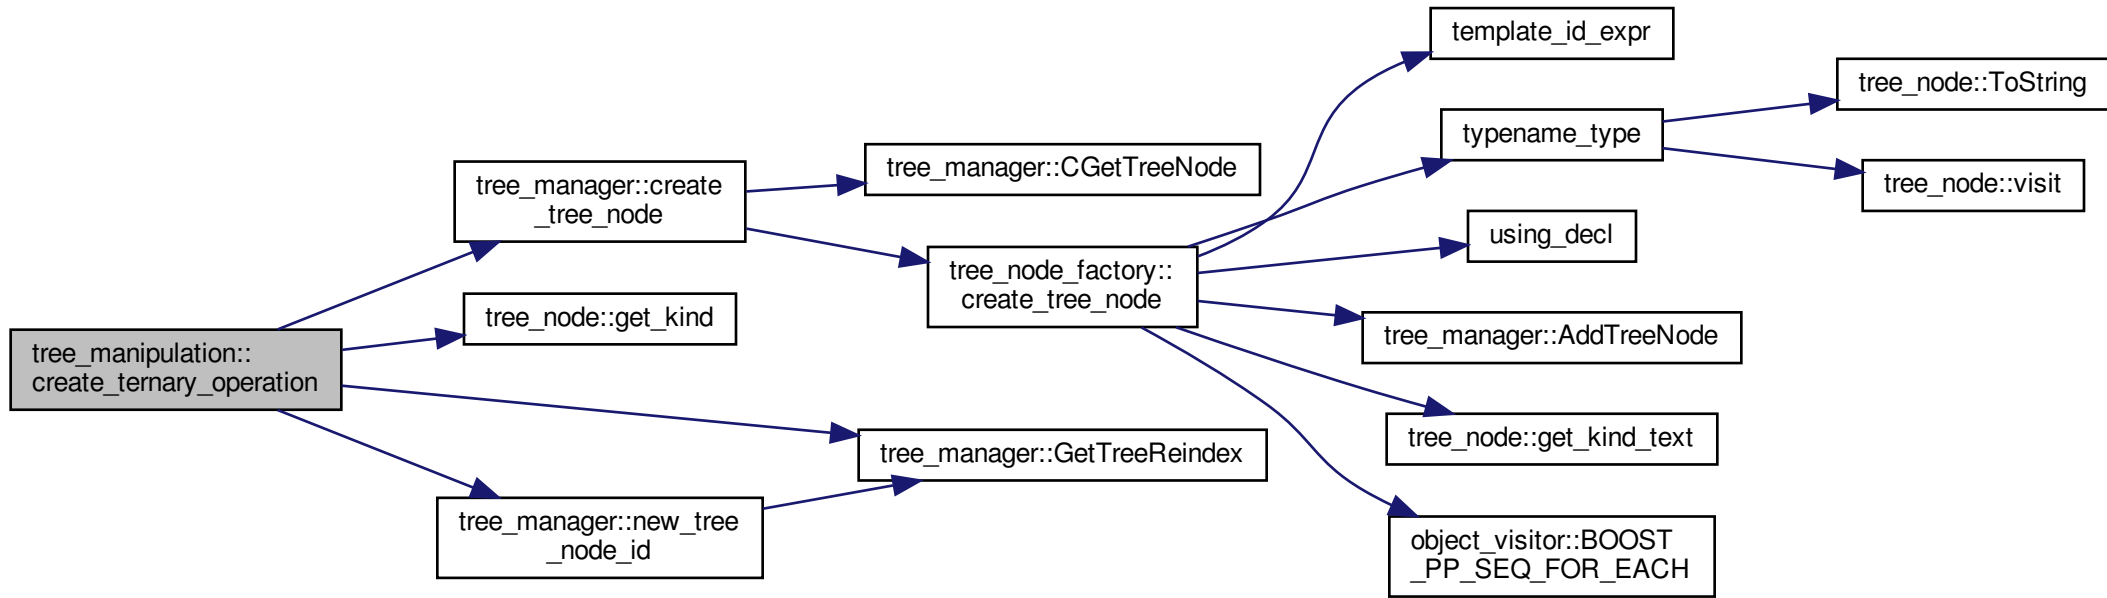 tree_manipulation::
create_ternary_operation
tree_manager::create
_tree_node
tree_node::get_kind
tree_manager::new_tree
_node_id
tree_manager::CGetTreeNode
tree_node_factory::
create_tree_node
tree_manager::GetTreeReindex
template_id_expr
typename_type
using_decl
tree_manager::AddTreeNode
tree_node::get_kind_text
object_visitor::BOOST
_PP_SEQ_FOR_EACH
tree_node::ToString
tree_node::visit